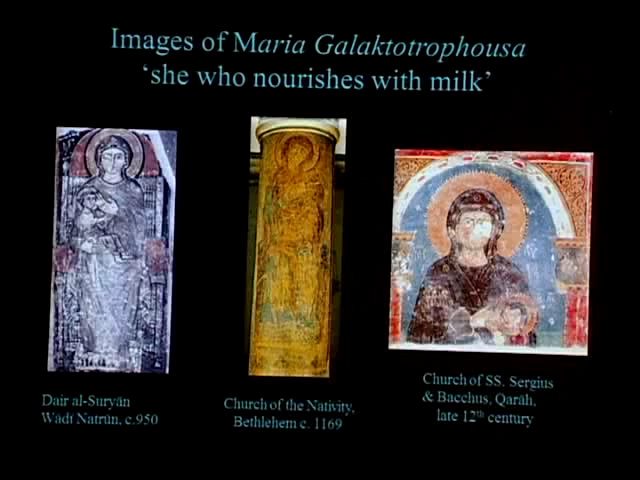 Images of Maria Galaktotrophousa
‘she who nourishes with milk’
Dair al-Suryān
Wādī Natrūn, c.950
Church of the Nativity,
Bethlehem c. 1169
Church of SS. Sergius
& Bacchus, Qarāh,
late 12th century